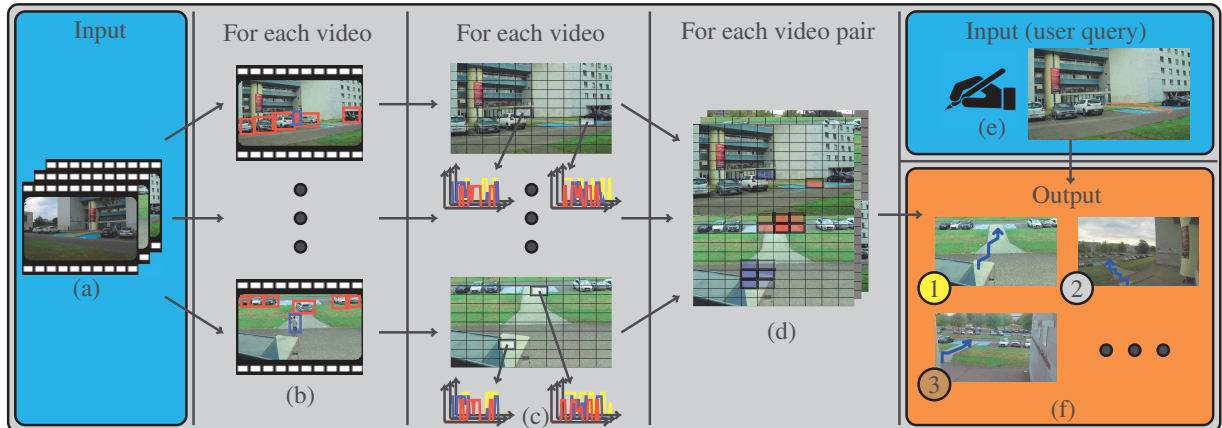 Input
For each video
For each video
For each video pair
Input (user query)
(e)
Output
(a)
(b)
(c)
(d)
1
2
3
(f)